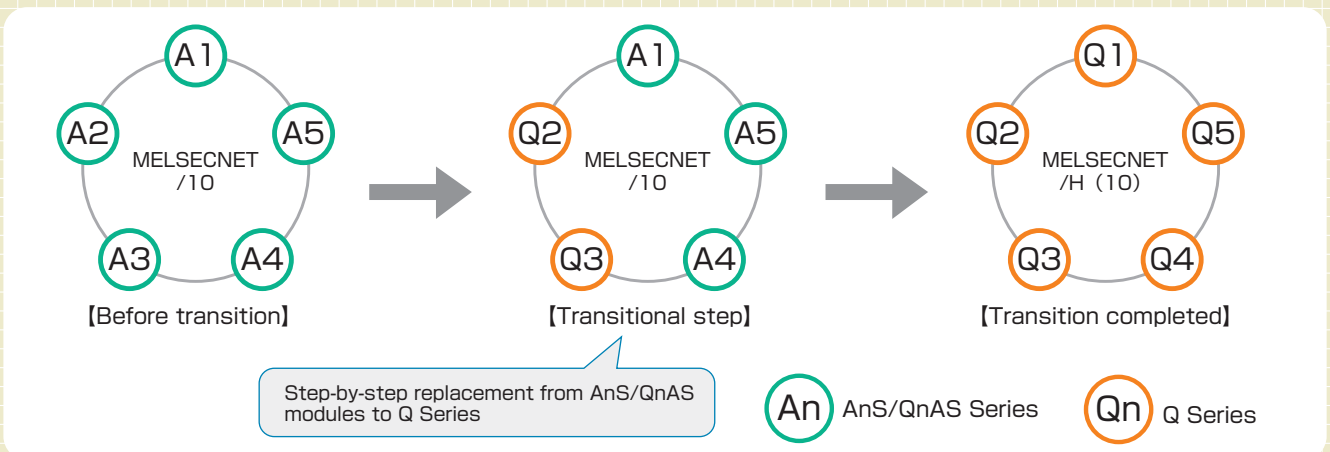 A1
A2
A5
MELSECNET
/10
A3
A4
【Before transition】
A1
Q2
A5
MELSECNET
/10
Q3
A4
【Transitional step】
Q1
Q2
Q5
MELSECNET
/H（10）
Q3
Q4
【Transition completed】
Step-by-step replacement from AnS/QnAS
modules to Q Series
An AnS/QnAS Series
Qn Q Series